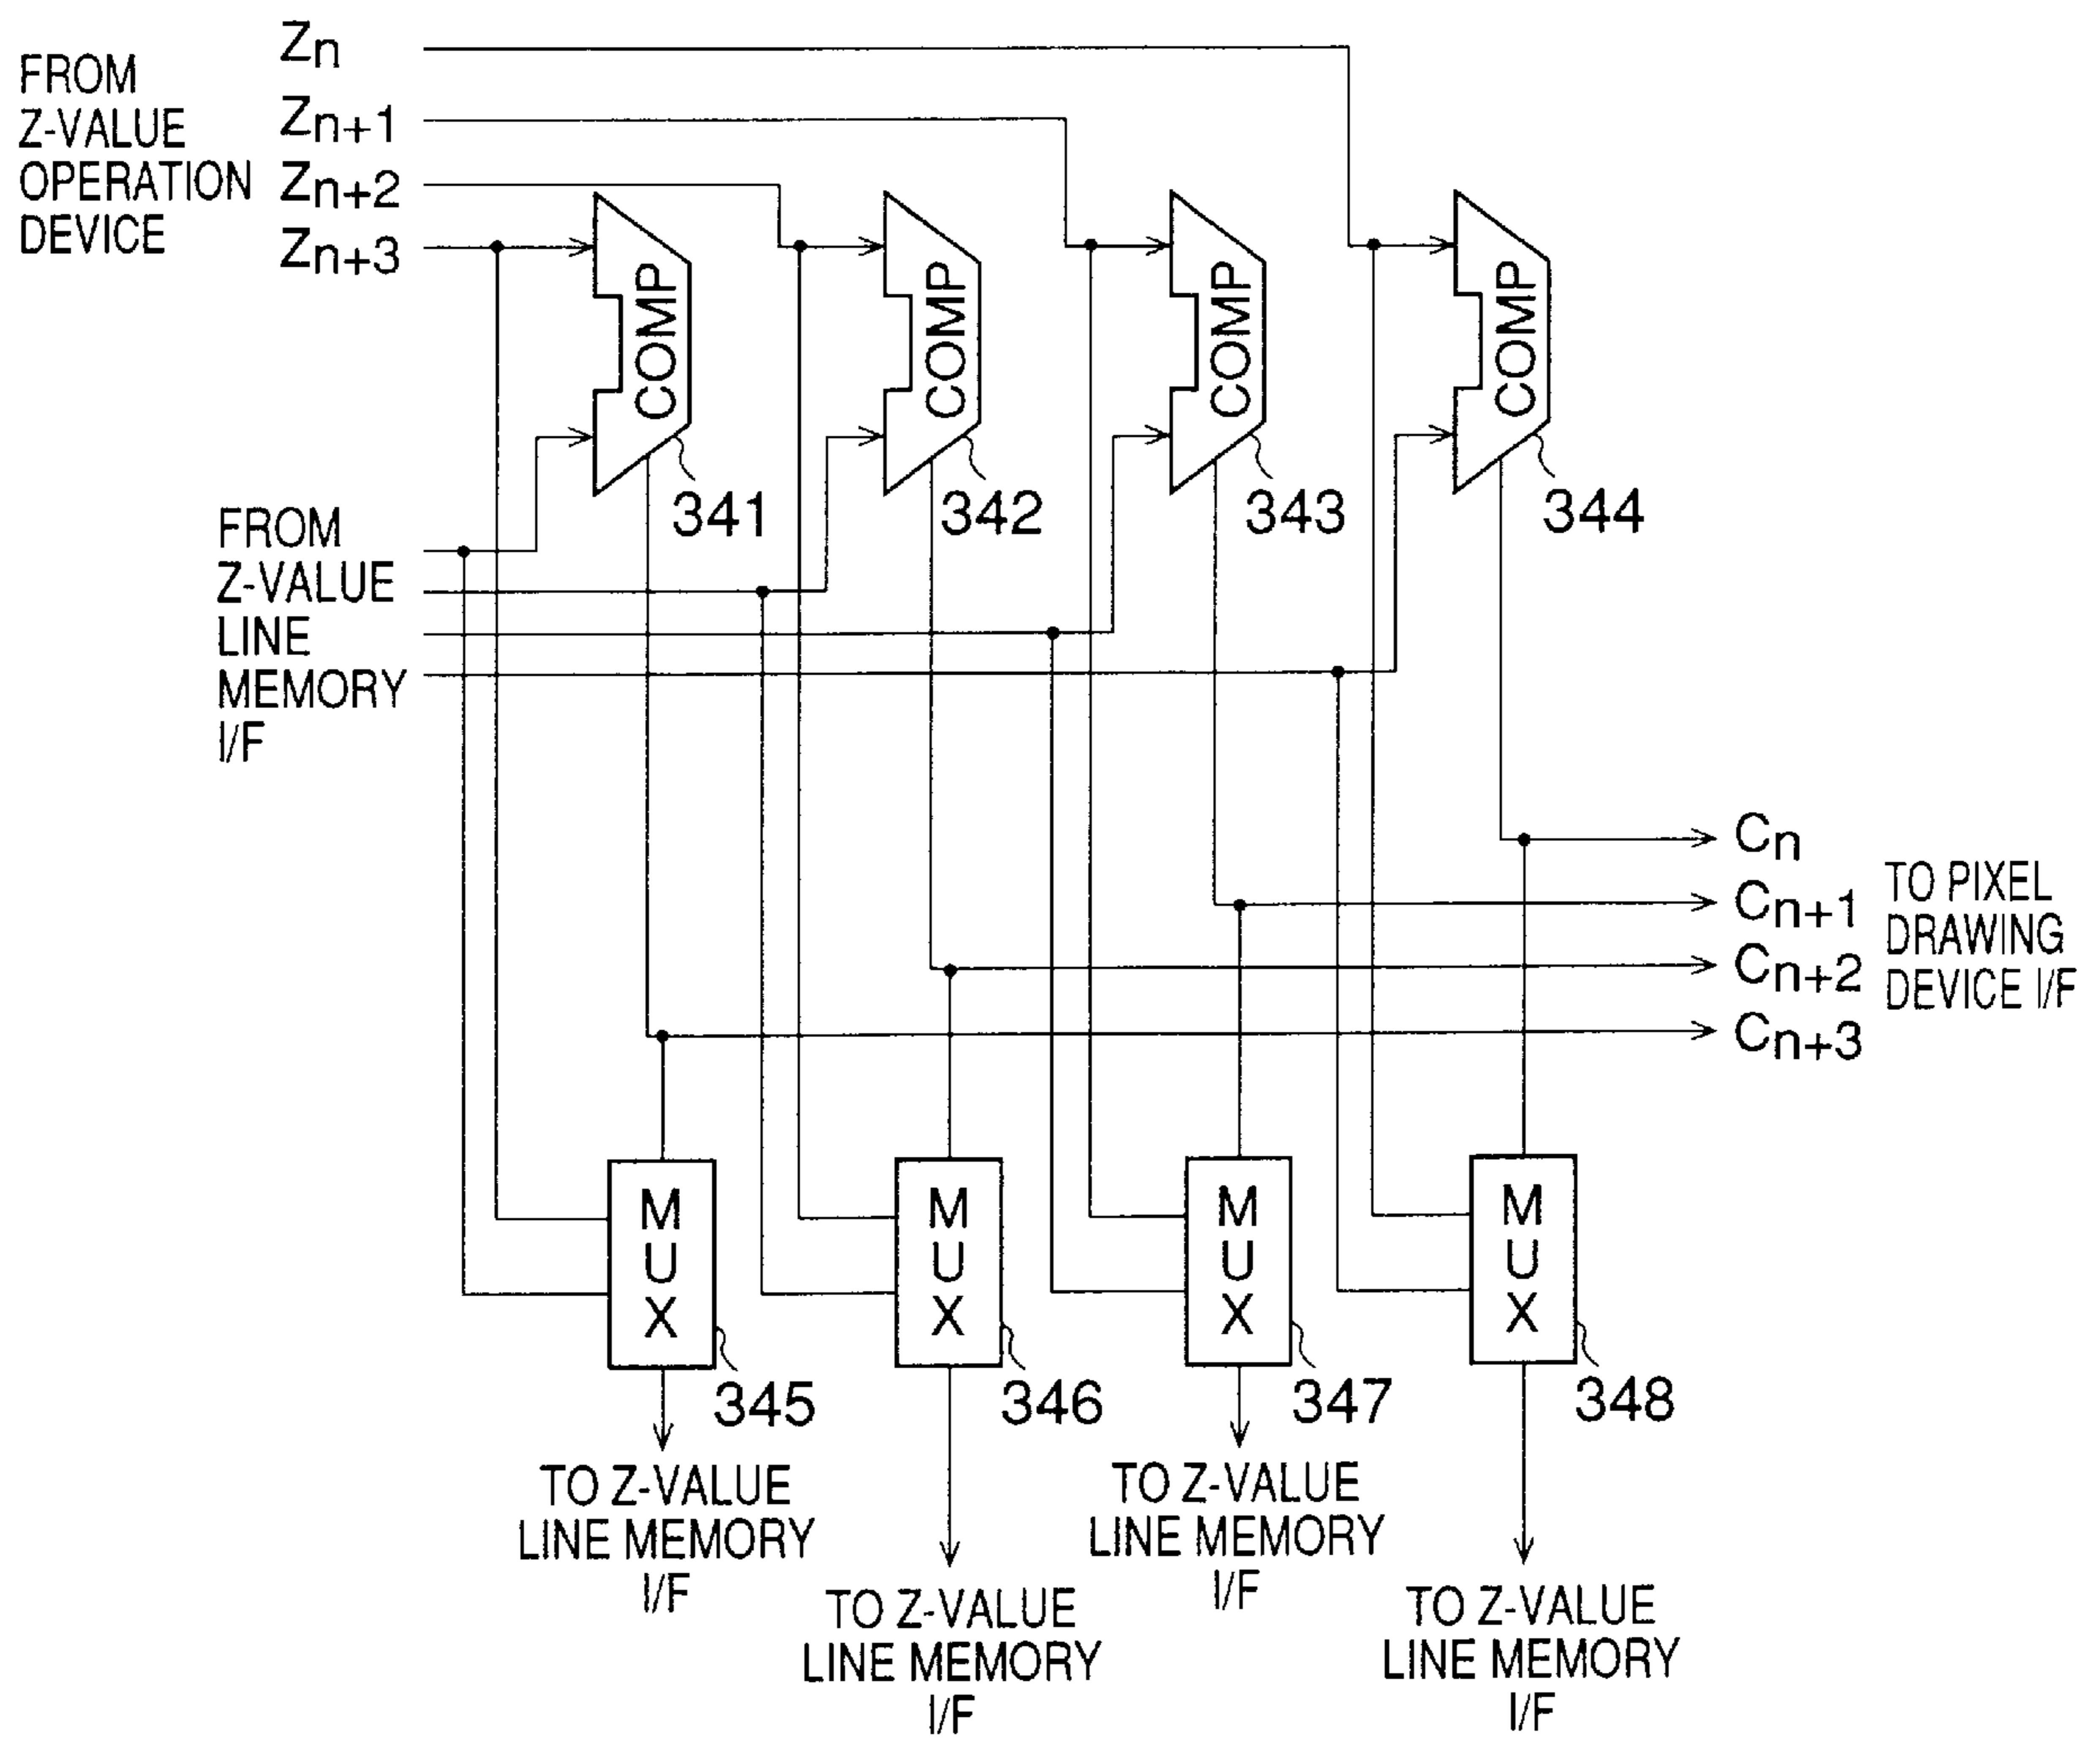 FROM
Z-VALUE
OPERATION
DEVICE
Zn
Zn+1
Zn+2
Zn+3
COMP
COMP
COMP
COMP
341
342
343
344
FROM
Z-VALUE
LINE
MEMORY
I/F
Cn
Cn+1
Cn+2
Cn+3
TO PIXEL
DRAWING
DEVICE I/F
MUX
MUX
MUX
MUX
345
346
347
348
TO Z-VALUE
LINE MEMORY
I/F
TO Z-VALUE
LINE MEMORY
I/F
TO Z-VALUE
LINE MEMORY
I/F
TO Z-VALUE
LINE MEMORY
I/F